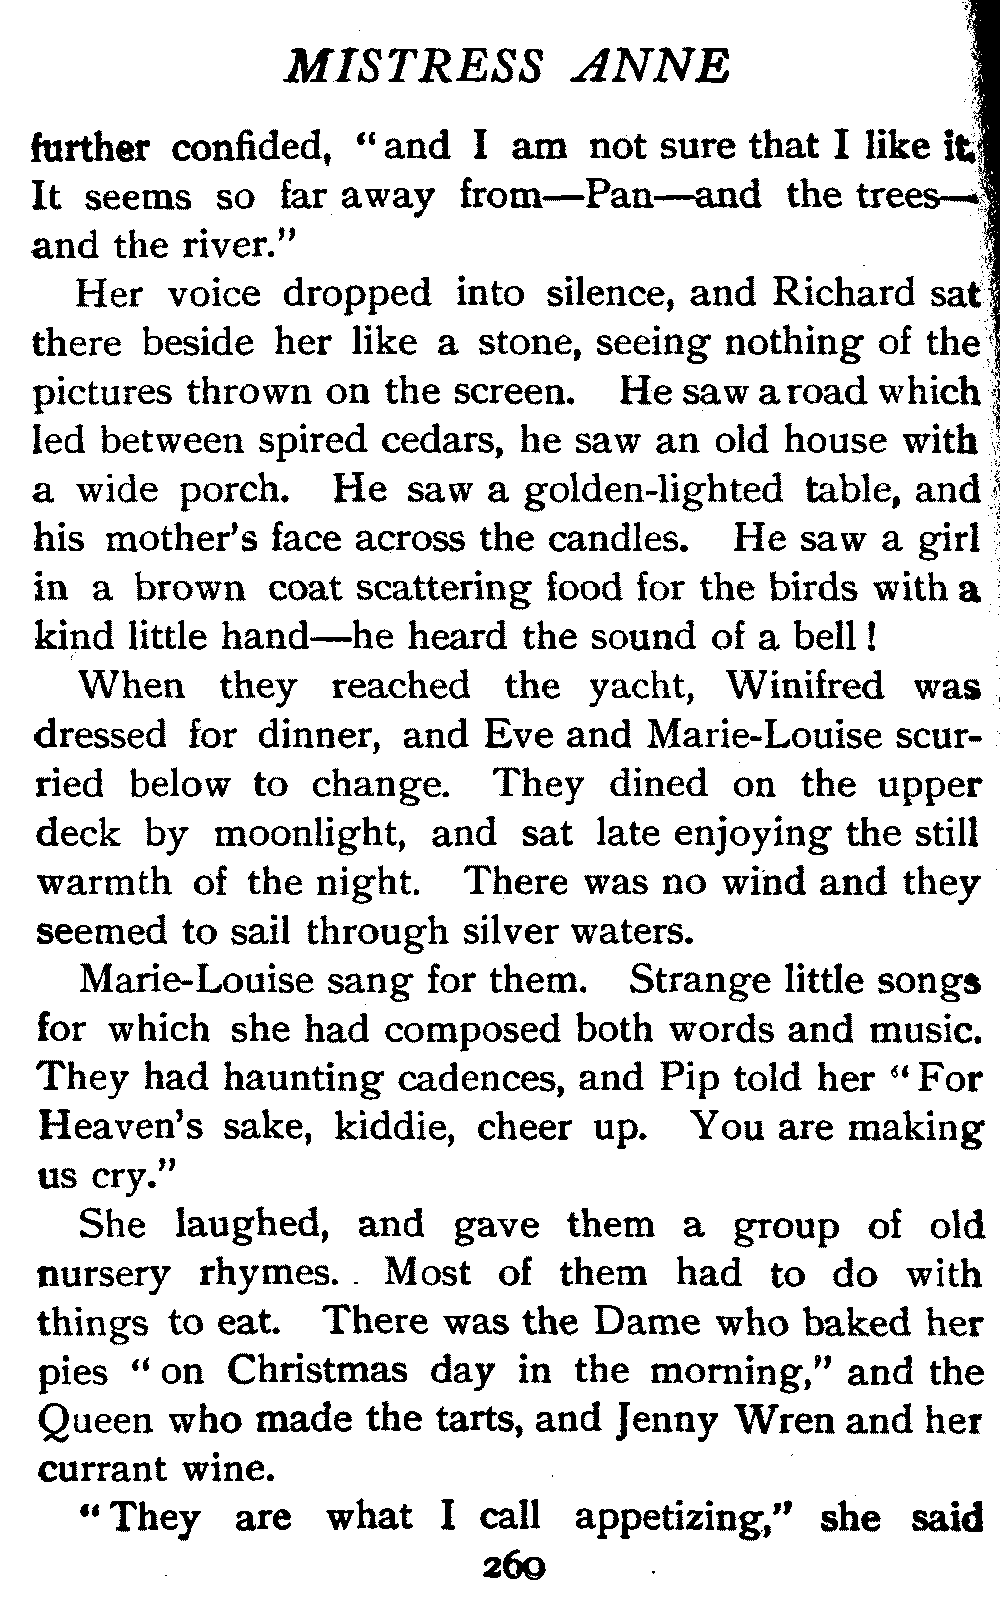 MISTRESS ANNE
further confided, “and I am not sure that I like it.
It seems so far away from—Pan—and the trees—
and the river.”
Her voice dropped into silence, and Richard sat
there beside her like a stone, seeing nothing of the
pictures thrown on the screen. He saw a road which
led between spired cedars, he saw an old house with
a wide porch. He saw a golden-lighted table, and
his mother’s face across the candles. He saw a girl
in a brown coat scattering food for the birds with a
kind little hand—he heard the sound of a bell!
When they reached the yacht, Winifred was
dressed for dinner, and Eve and Marie-Louise scur-
ried below to change. They dined on the upper
deck by moonlight, and sat late enjoying the still
warmth of the night. There was no wind and they
seemed to sail through silver waters.
Marie-Louise sang for them. Strange little songs
for which she had composed both words and music.
They had haunting cadences, and Pip told her “For
Heaven’s sake, kiddie, cheer up. You are making
us cry.”
She laughed, and gave them a group of old
nursery rhymes. Most of them had to do with
things to eat. There was the Dame who baked her
pies “on Christmas day in the morning,” and the
Queen who made the tarts, and Jenny Wren and her
currant wine.
“They are what I call appetizing,” she said
260